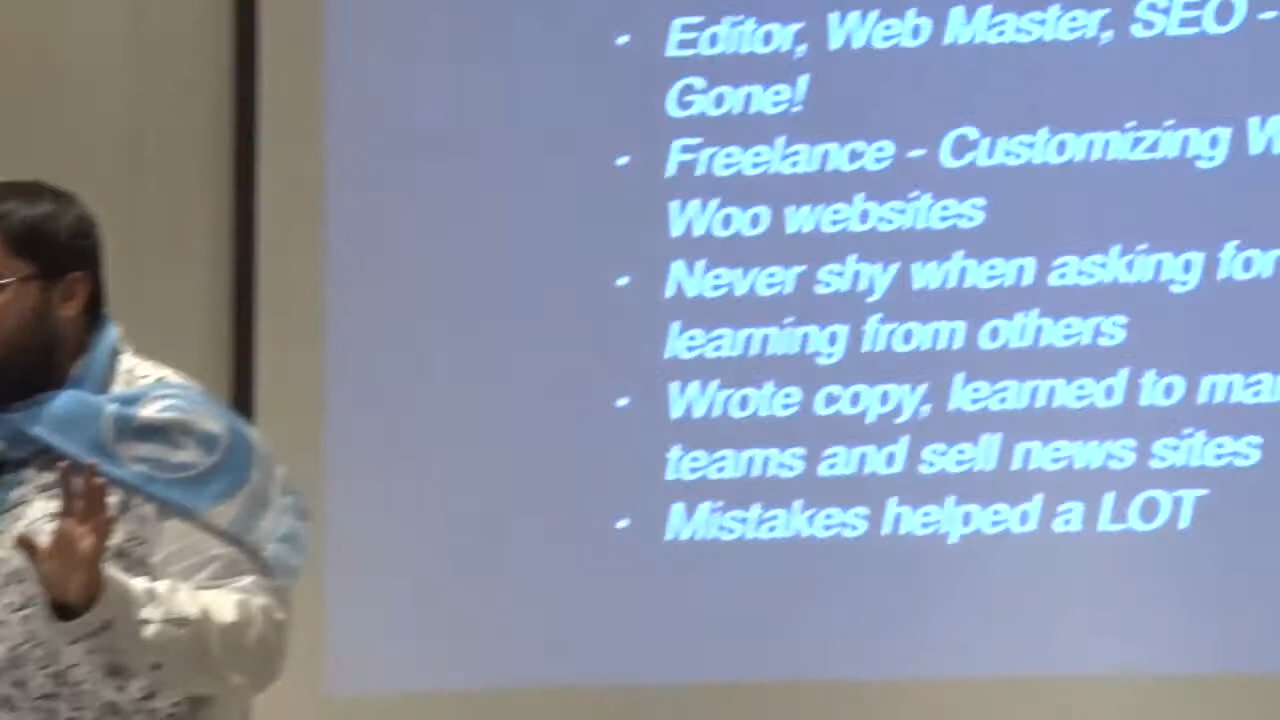 • Editor, Web Master, SEO -
Gone!
• Freelance - Customizing W
Woo websites
• Never shy when asking for
learning from others
• Wrote copy, learned to ma
teams and sell news sites
• Mistakes helped a LOT